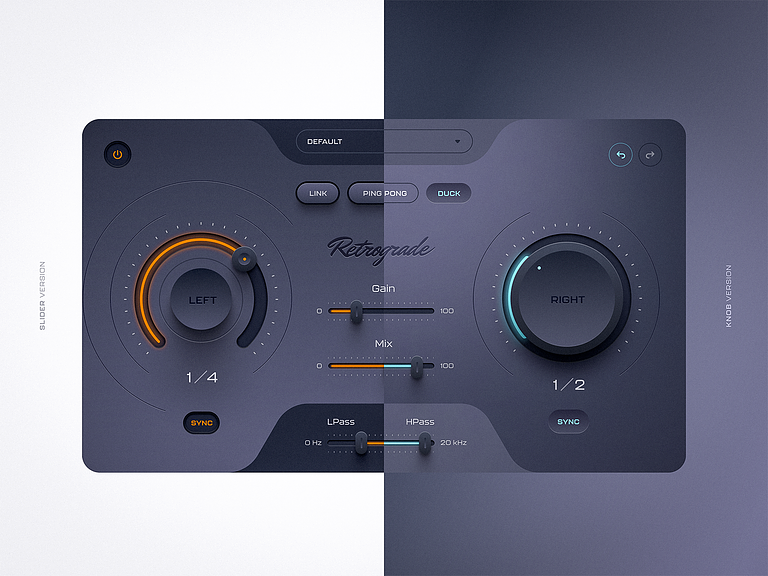 DEFAULT
LINK
PING PONG
DUCK
Retrograde
SLIDER VERSION
KNOB VERSION
LEFT
RIGHT
Gain
0
100
Mix
0
100
1/4
1/2
SYNC
SYNC
LPass
HPass
0 Hz
20 kHz